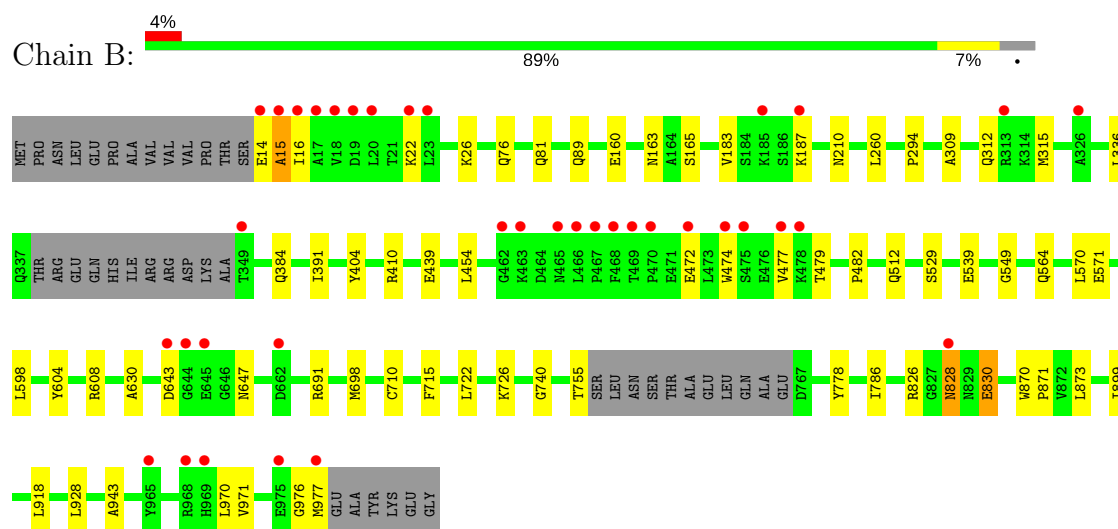 4%
Chain B:
89% 7% •
MET PRO ASN LEU GLU PRO ALA VAL VAL VAL PRO THR SER E14 A15 I16 A17 V18 D19 L20 T21 K22 L23 K26 Q76 Q81 Q89 E160 N163 A164 S165 V183 S184 K185 S186 K187 N210 L260 P294 A309 Q312 R313 K314 M315 A326 L336
Q337 THR ARG GLU GLN HIS ILE ARG ARG ASP LYS ALA T349 Q384 I391 Y404 R410 E439 L454 G462 K463 D464 N465 L466 P467 F468 T469 P470 E471 E472 L473 W474 S475 E476 V477 K478 T479 P482 Q512 S529 E539 G549 Q564 L570 E571
L598 Y604 R608 A630 D643 G644 E645 G646 N647 D662 R691 M698 C710 F715 L722 K726 G740 T755 SER LEU ASN SER THR ALA GLU LEU GLN ALA GLU D767 Y778 I786 R826 G827 N828 N829 E830 W870 P871 V872 L873 I899
L918 L928 A943 Y965 R968 H969 L970 V971 E975 G976 M977 GLU ALA TYR LYS GLU GLY